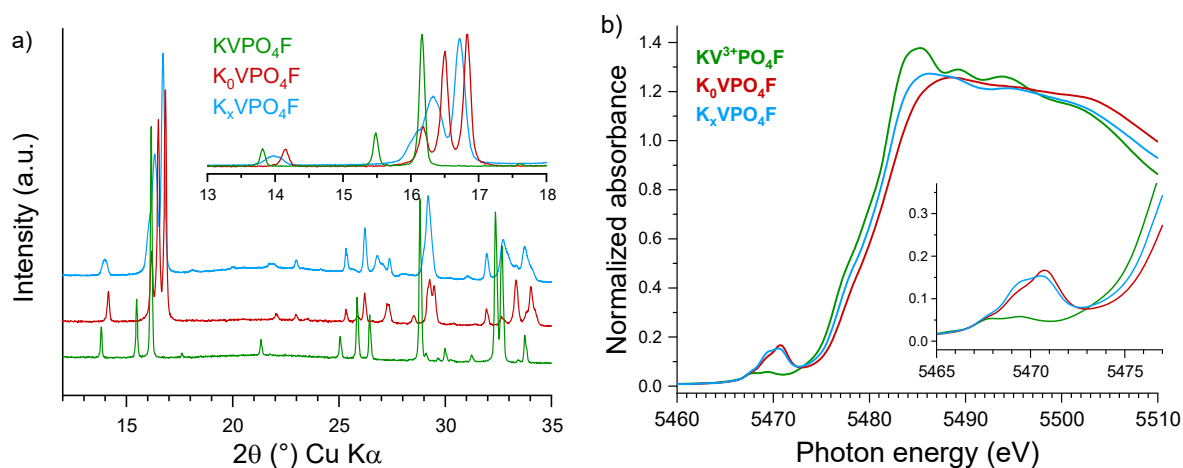 a)
KVPO₄F
K₀VPO₄F
KₓVPO₄F
13 14 15 16 17 18
Intensity (a.u.)
15 20 25 30 35
2θ (°) Cu Kα
b)
1.4
1.2
1.0
0.8
0.6
0.4
0.2
0.0
KV³⁺PO₄F
K₀VPO₄F
KₓVPO₄F
0.3
0.2
0.1
0.0
5465 5470 5475
Normalized absorbance
5460 5470 5480 5490 5500 5510
Photon energy (eV)